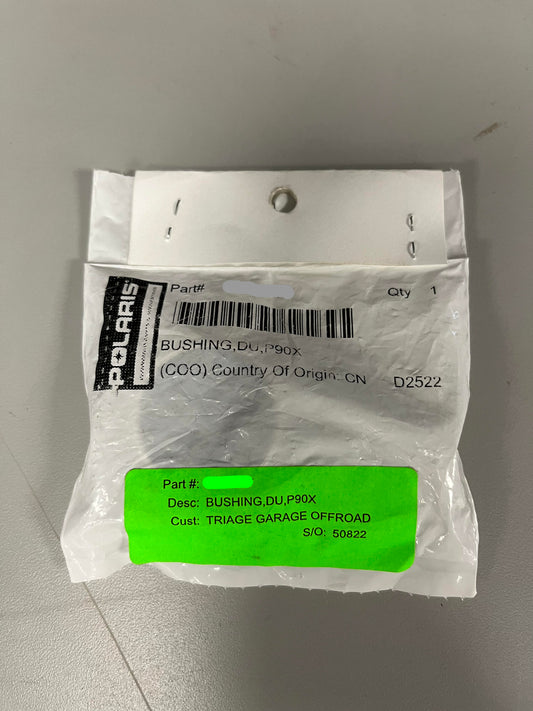 POLARIS
Part#
Qty 1
BUSHING,DU,P90X
(COO) Country Of Origin: CN D2522
Part #:
Desc: BUSHING,DU,P90X
Cust: TRIAGE GARAGE OFFROAD
S/O: 50822